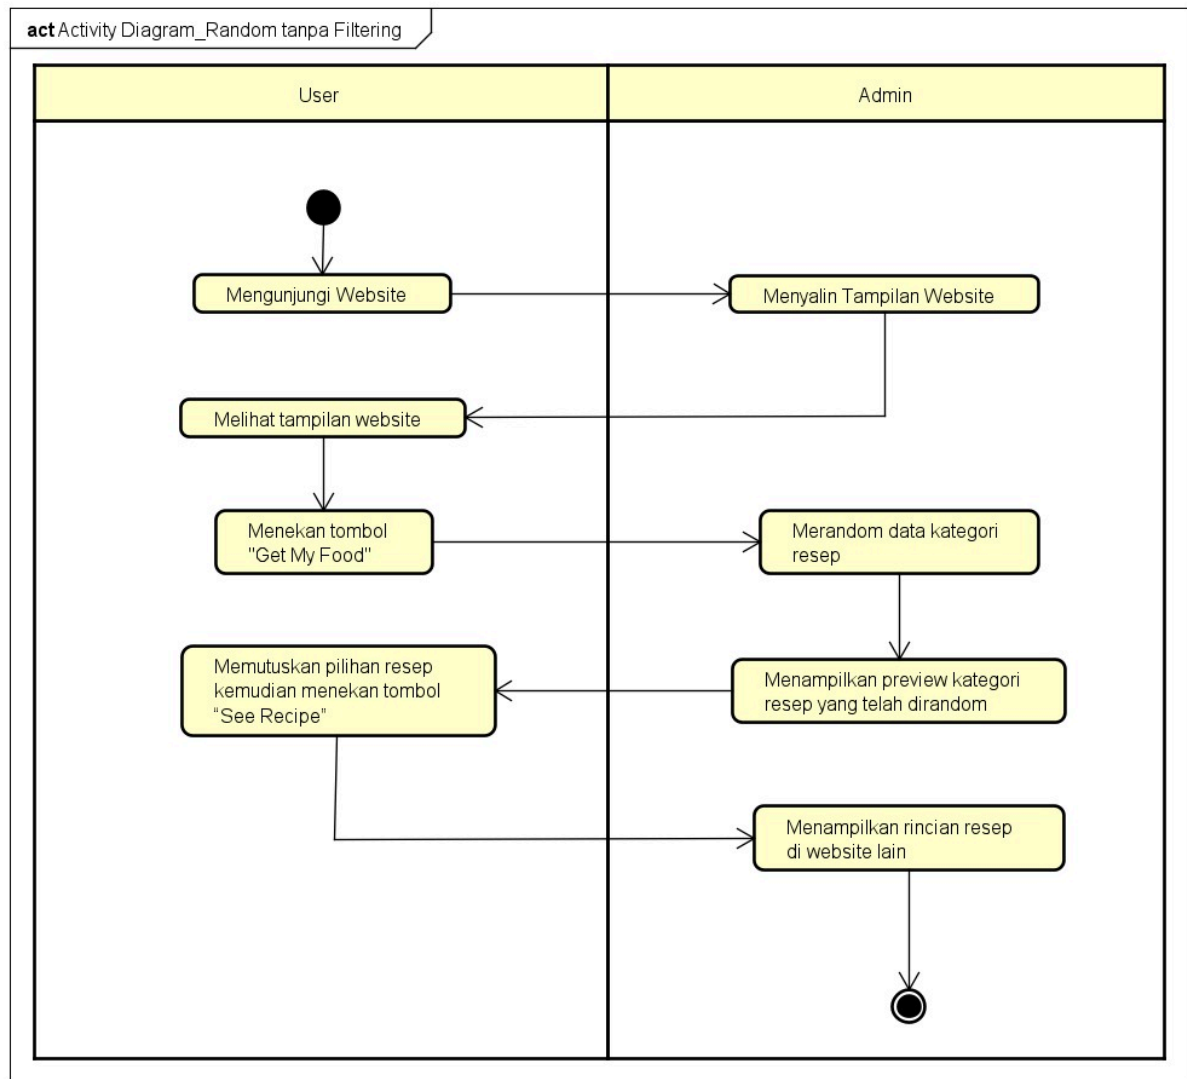 act Activity Diagram_Random tanpa Filtering
User
Admin
Mengunjungi Website
Menyalin Tampilan Website
Melihat tampilan website
Menekan tombol
"Get My Food"
Merandom data kategori
resep
Menampilkan preview kategori
resep yang telah dirandom
Memutuskan pilihan resep
kemudian menekan tombol
“See Recipe”
Menampilkan rincian resep
di website lain